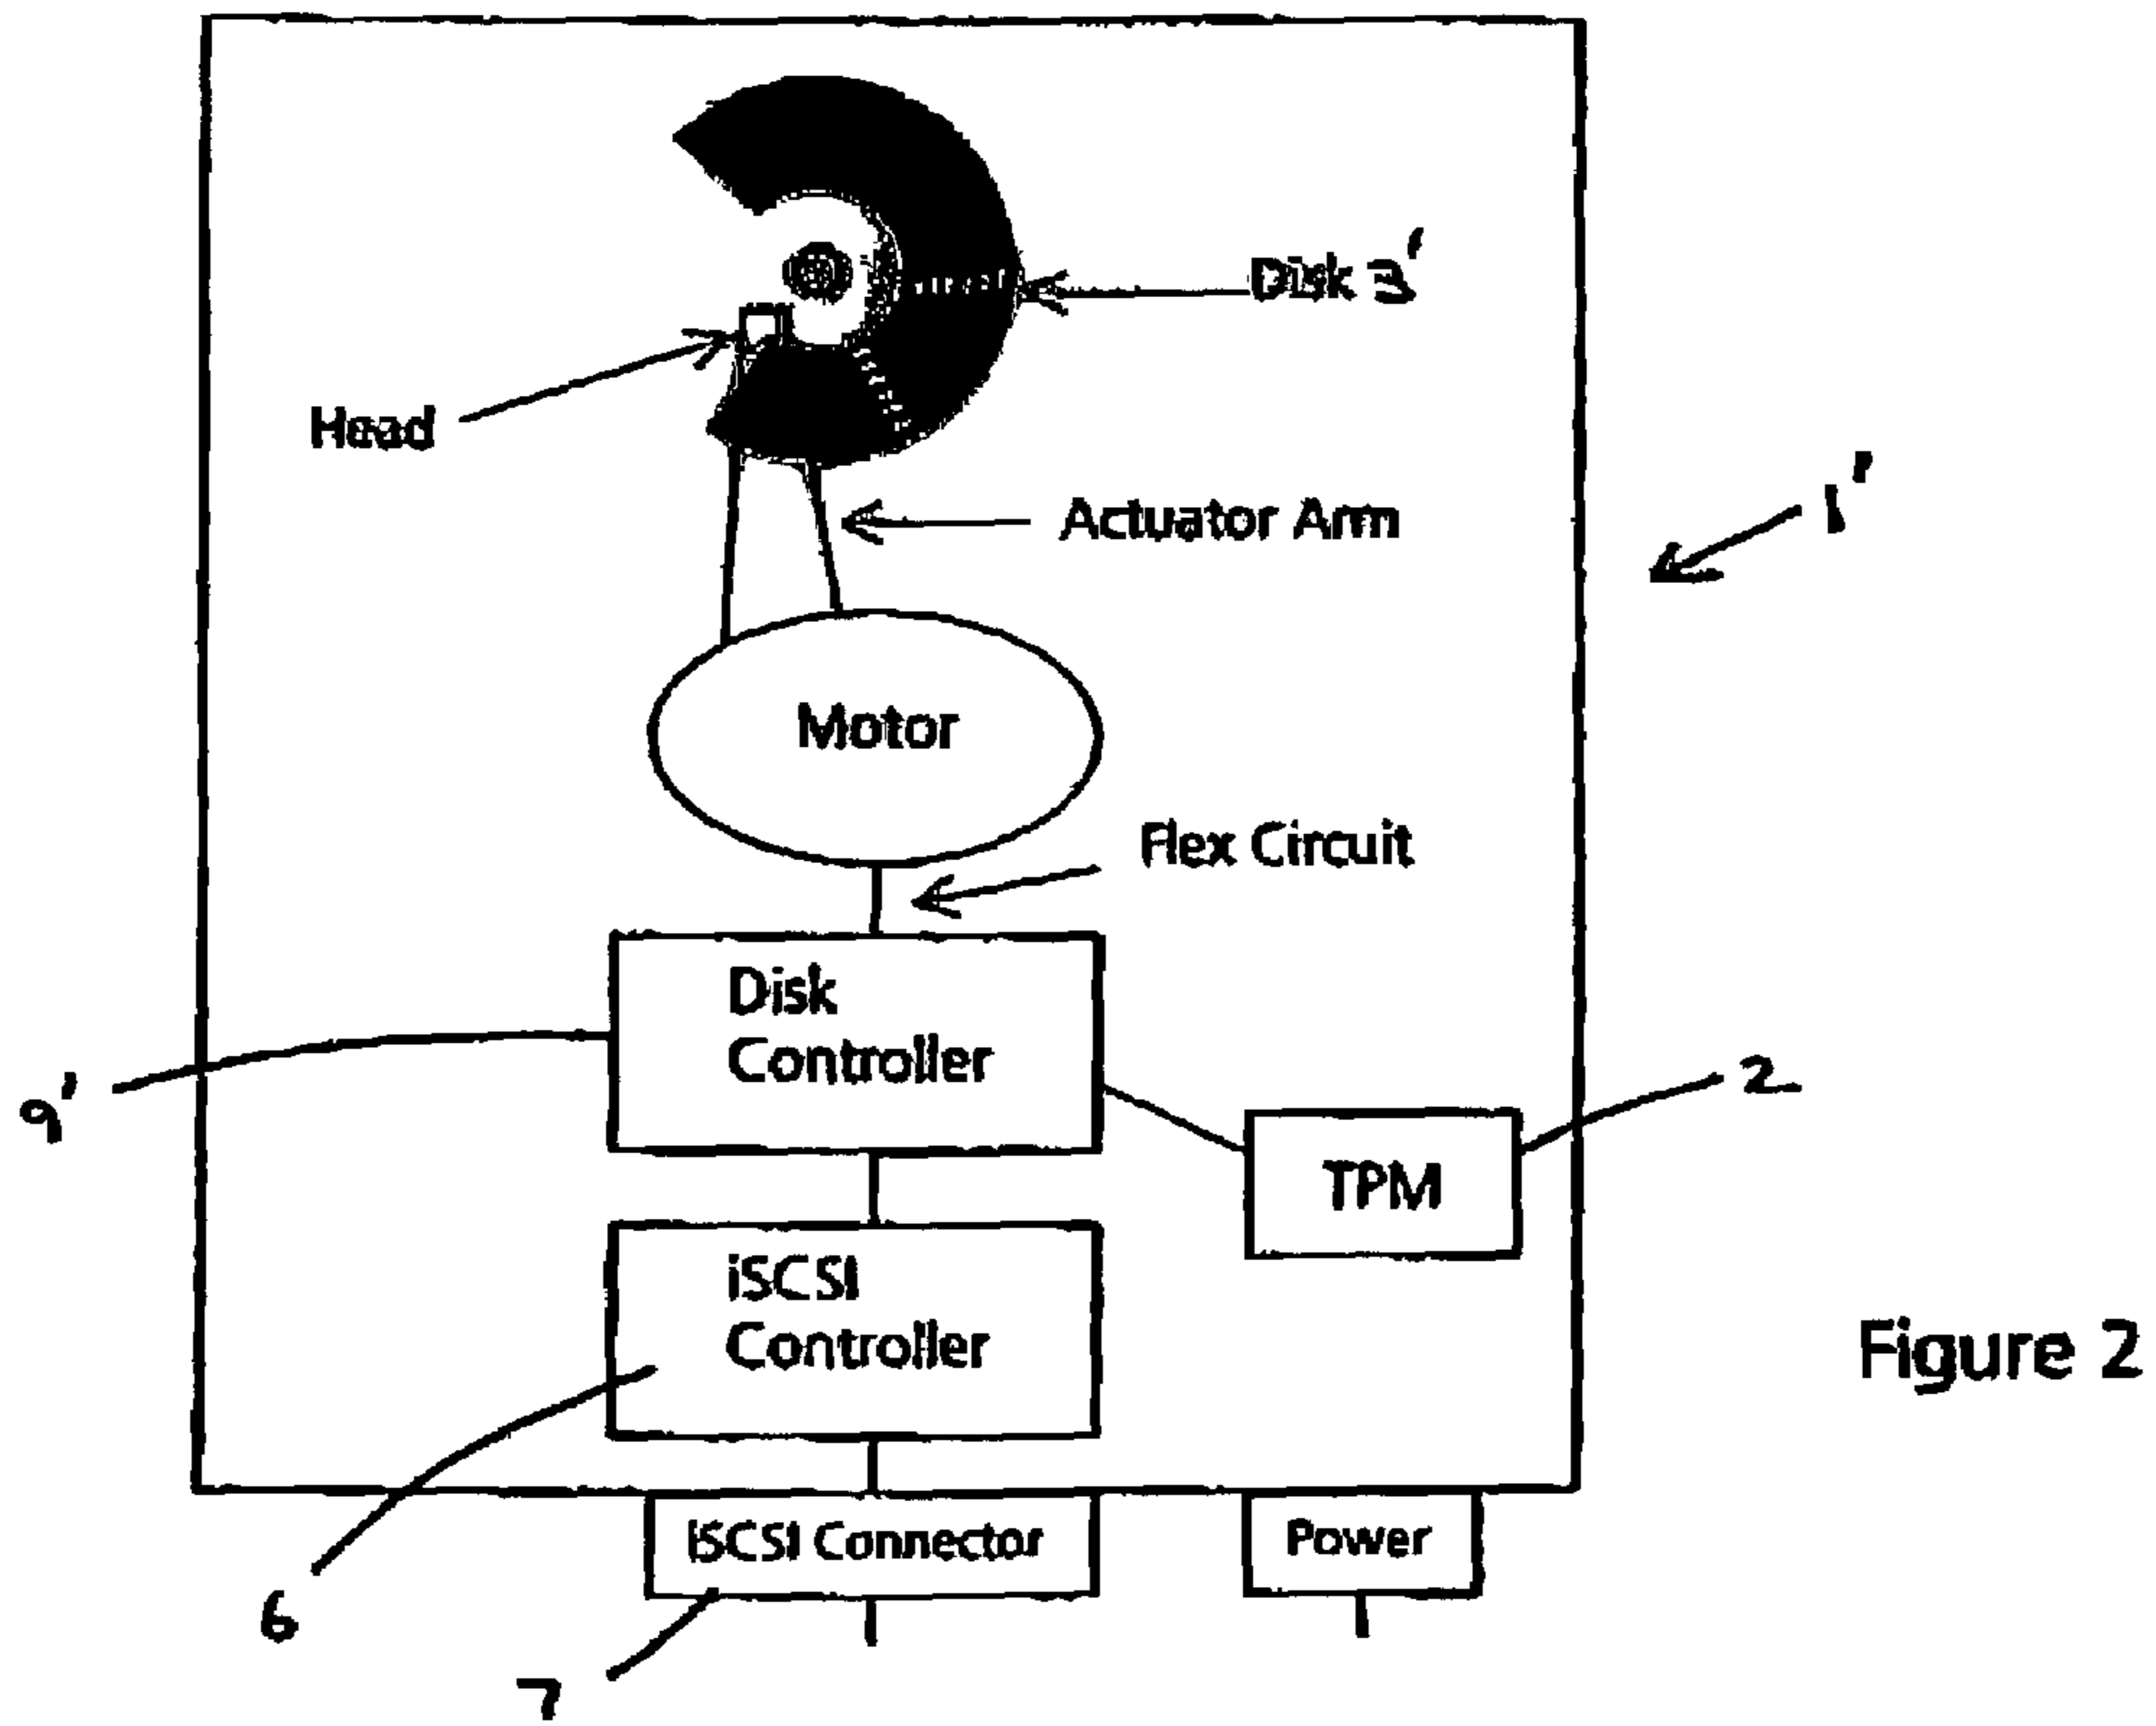 Disk 3'
Head
1'
Actuator Arm
Motor
Flex Circuit
Disk
Controller
9'
2
TPM
iSCSI
Controller
Figure 2
iSCSI Connector
Power
6
7